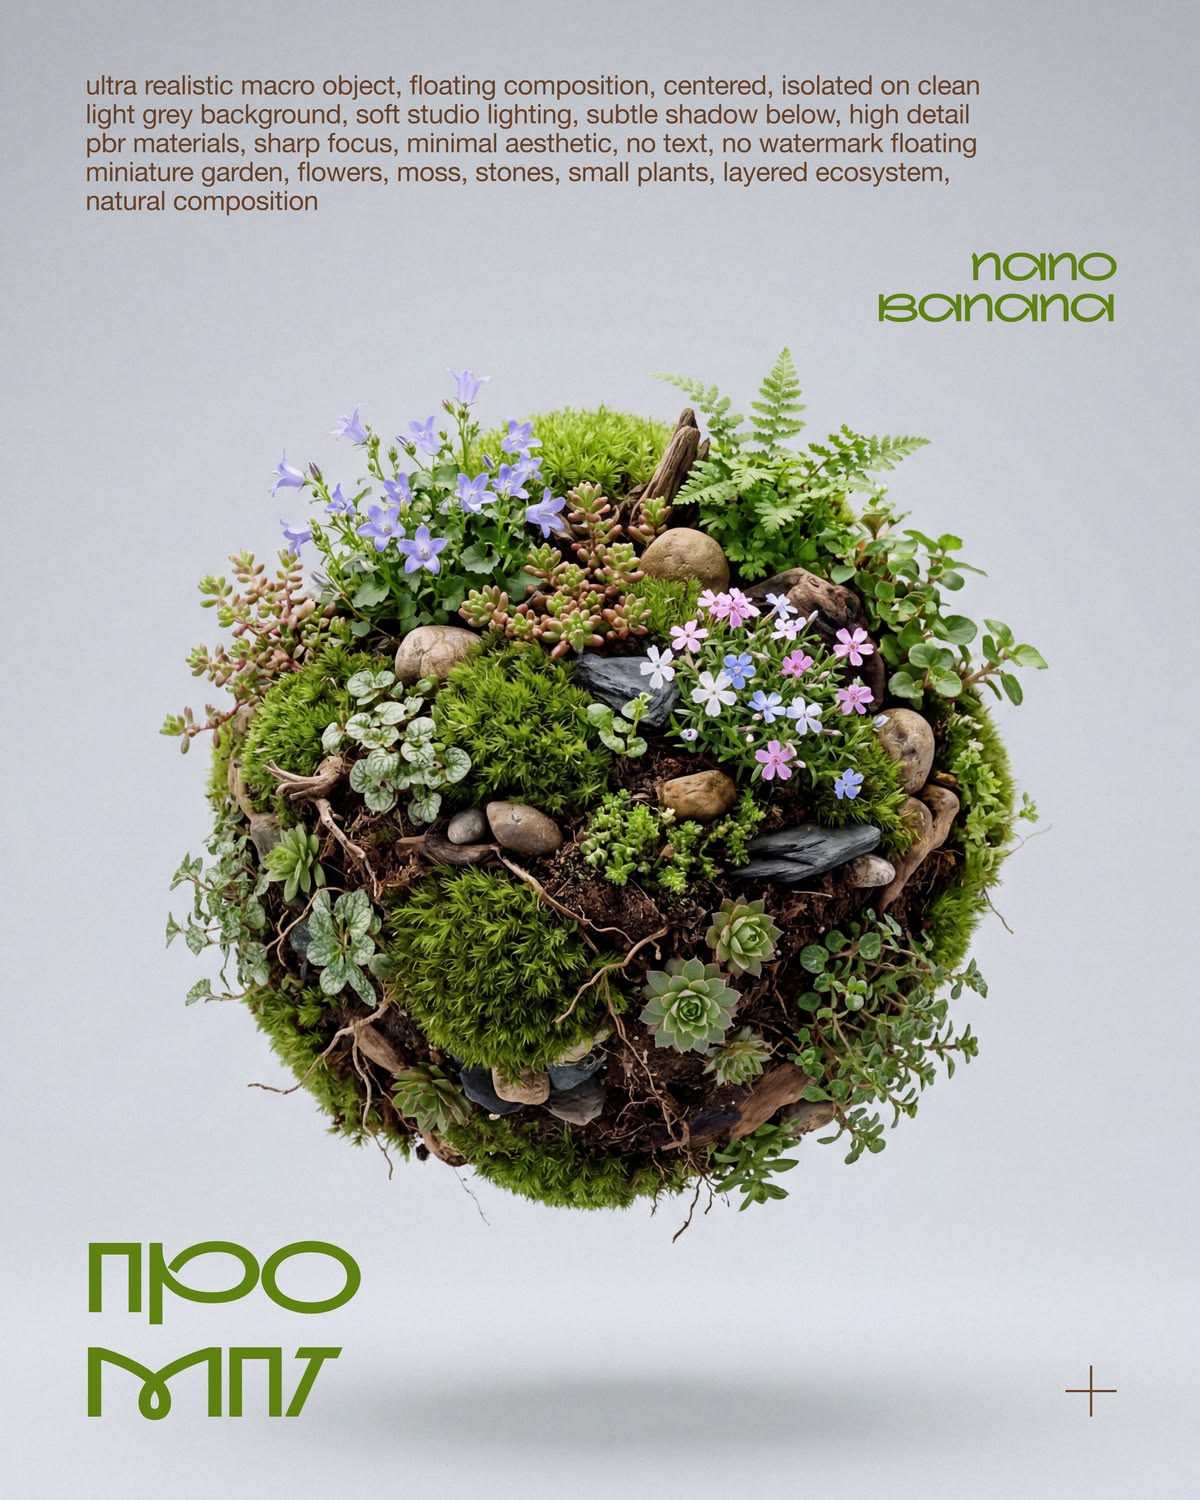 ultra realistic macro object, floating composition, centered, isolated on clean
light grey background, soft studio lighting, subtle shadow below, high detail
pbr materials, sharp focus, minimal aesthetic, no text, no watermark floating
miniature garden, flowers, moss, stones, small plants, layered ecosystem,
natural composition
nano
Banana
про
мпт